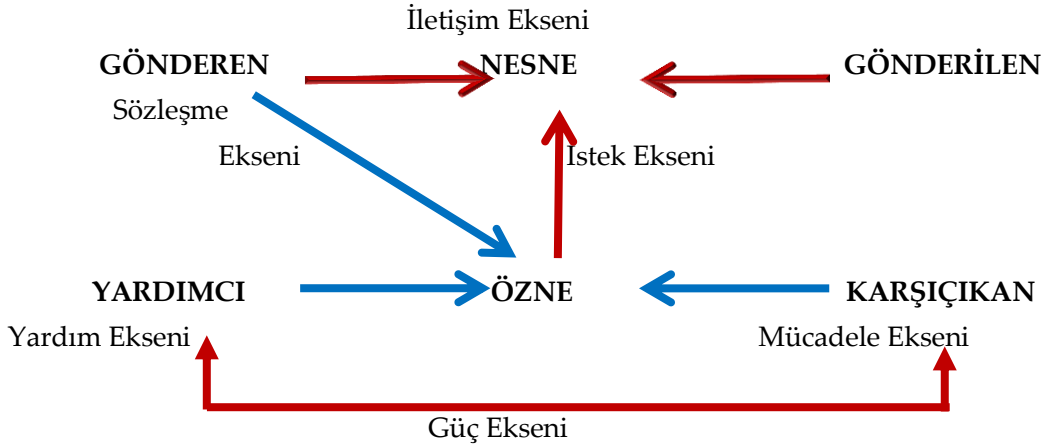 İletişim Ekseni
GÖNDEREN NESNE GÖNDERİLEN
Sözleşme
Ekseni İstek Ekseni
YARDIMCI ÖZNE KARŞIÇIKAN
Yardım Ekseni Mücadele Ekseni
Güç Ekseni